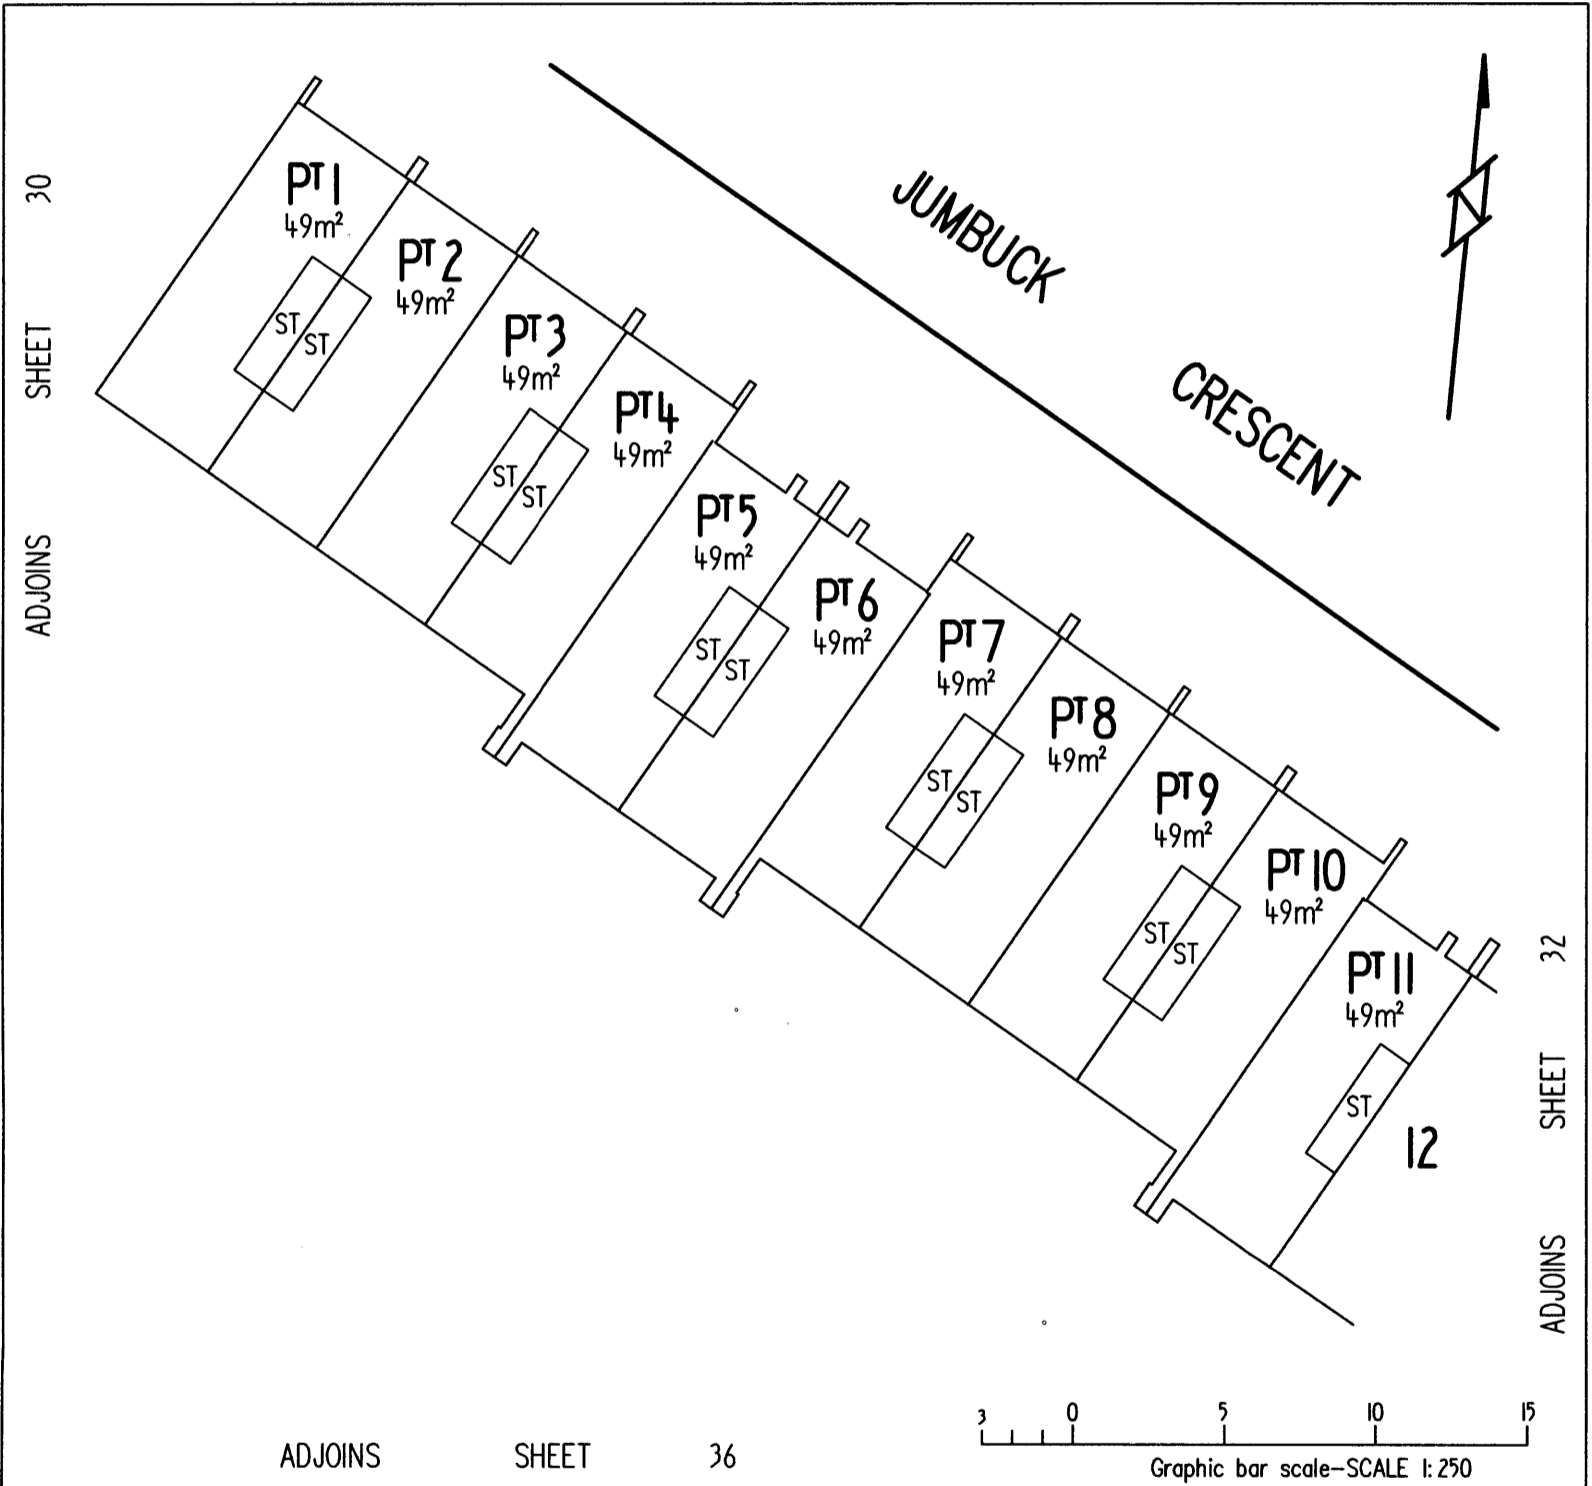 JUMBUCK
CRESCENT
ADJOINS SHEET 30
PT 1
49m²
ST
ST
PT 2
49m²
PT 3
49m²
ST
ST
PT 4
49m²
PT 5
49m²
ST
ST
PT 6
49m²
PT 7
49m²
ST
ST
PT 8
49m²
PT 9
49m²
ST
ST
PT 10
49m²
PT 11
49m²
ST
12
ADJOINS SHEET 32
ADJOINS SHEET 36
3 0 5 10 15
Graphic bar scale-SCALE 1:250